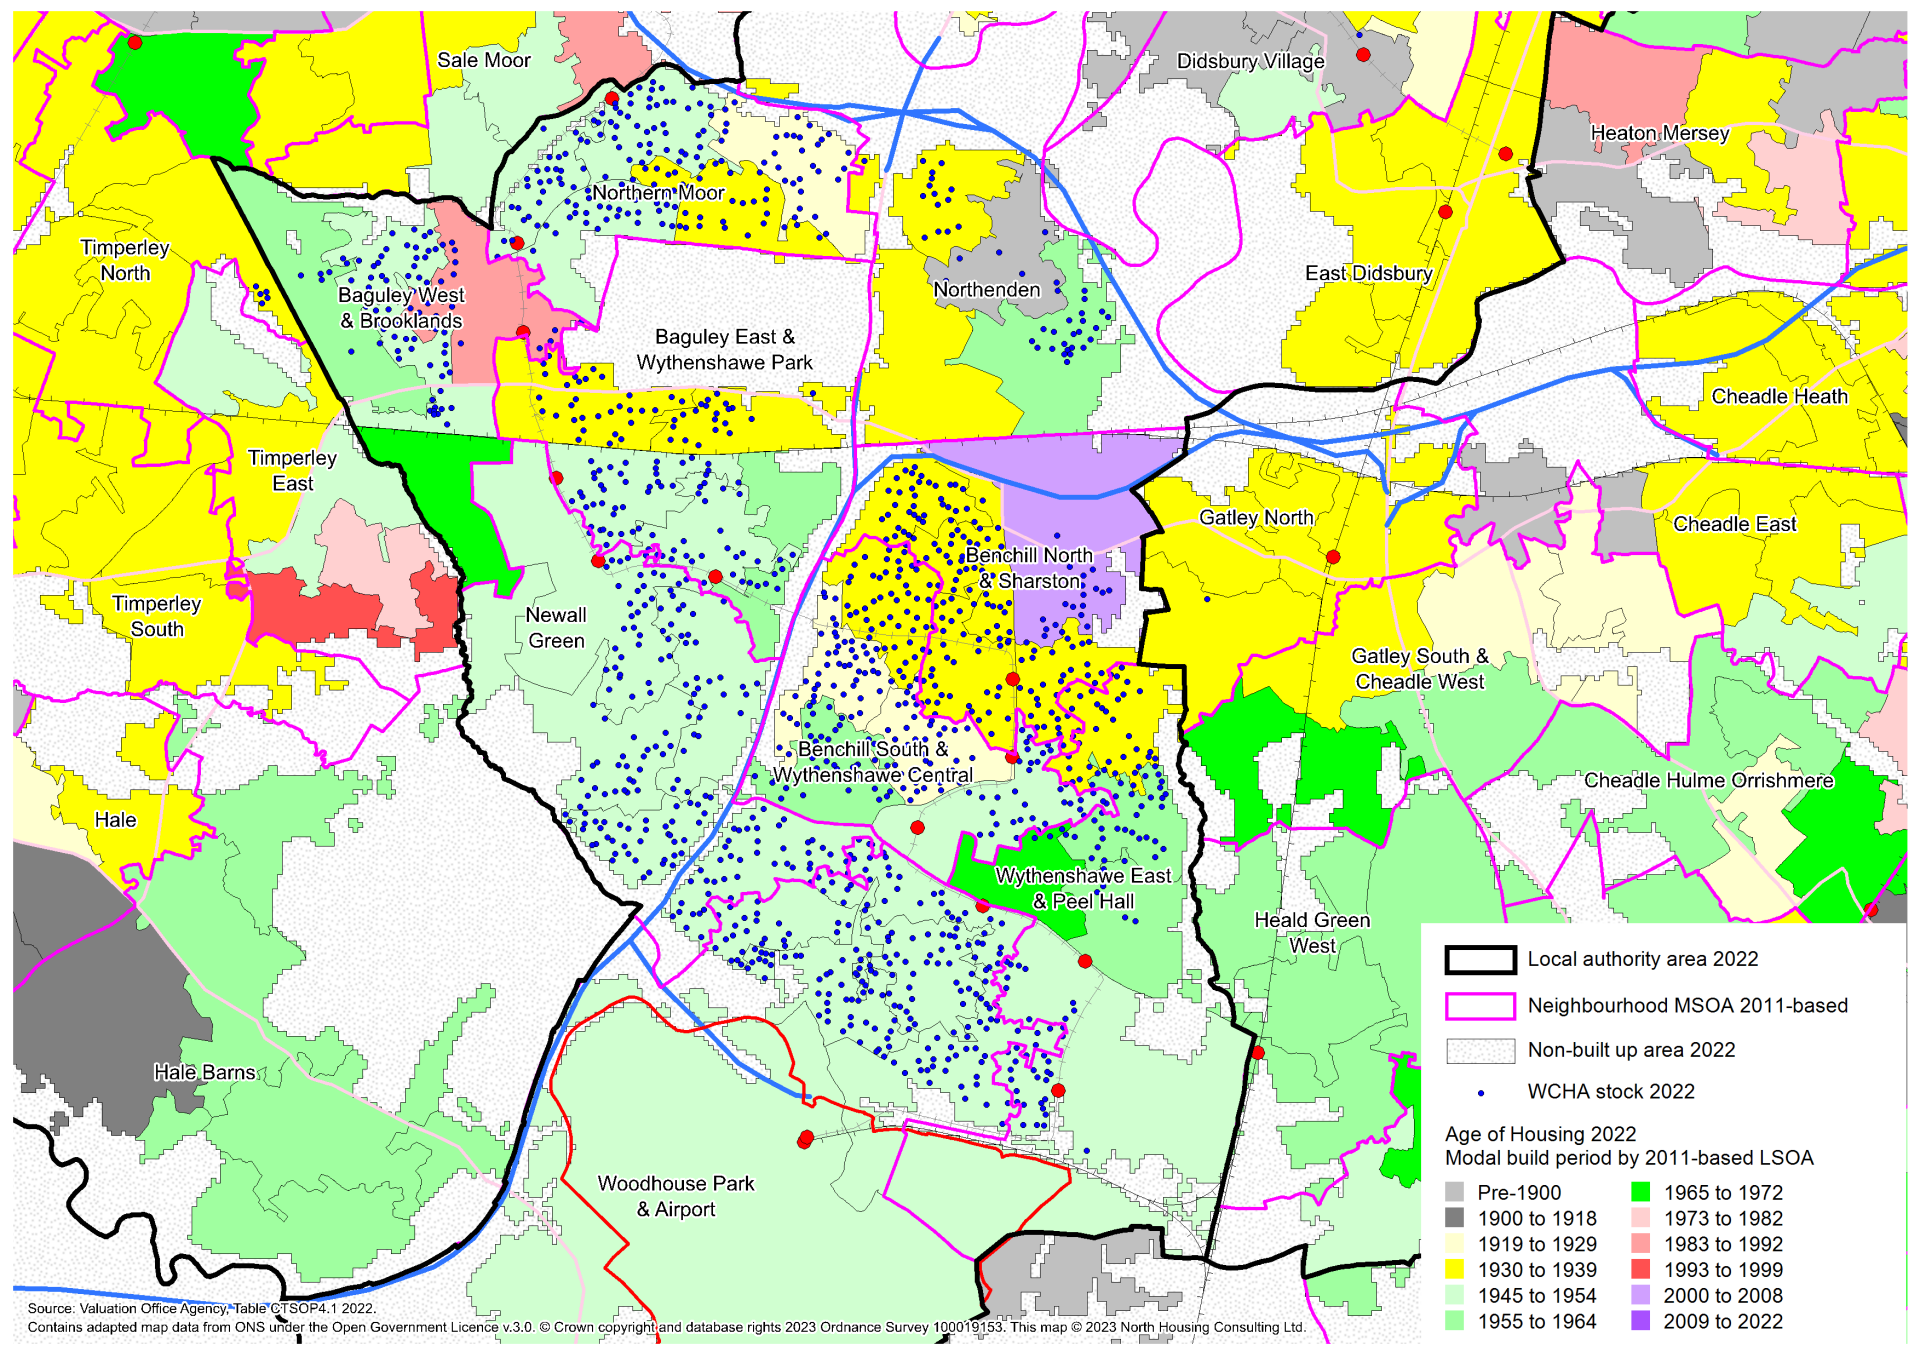 Sale Moor
Didsbury Village
Heaton Mersey
Northern Moor
Timperley
North
East Didsbury
Northenden
Baguley West
& Brooklands
Baguley East &
Wythenshawe Park
Cheadle Heath
Timperley
East
Gatley North
Cheadle East
Benchill North
& Sharston
Timperley
South
Newall
Green
Gatley South &
Cheadle West
Benchill South &
Wythenshawe Central
Cheadle Hulme Orrishmere
Hale
Wythenshawe East
& Peel Hall
Heald Green
West
Hale Barns
Woodhouse Park
& Airport
Local authority area 2022
Neighbourhood MSOA 2011-based
Non-built up area 2022
WCHA stock 2022
Age of Housing 2022
Modal build period by 2011-based LSOA
Pre-1900
1900 to 1918
1919 to 1929
1930 to 1939
1945 to 1954
1955 to 1964
1965 to 1972
1973 to 1982
1983 to 1992
1993 to 1999
2000 to 2008
2009 to 2022
Source: Valuation Office Agency, Table CTSOP4.1 2022.
Contains adapted map data from ONS under the Open Government Licence v.3.0. © Crown copyright and database rights 2023 Ordnance Survey 100019153. This map © 2023 North Housing Consulting Ltd.